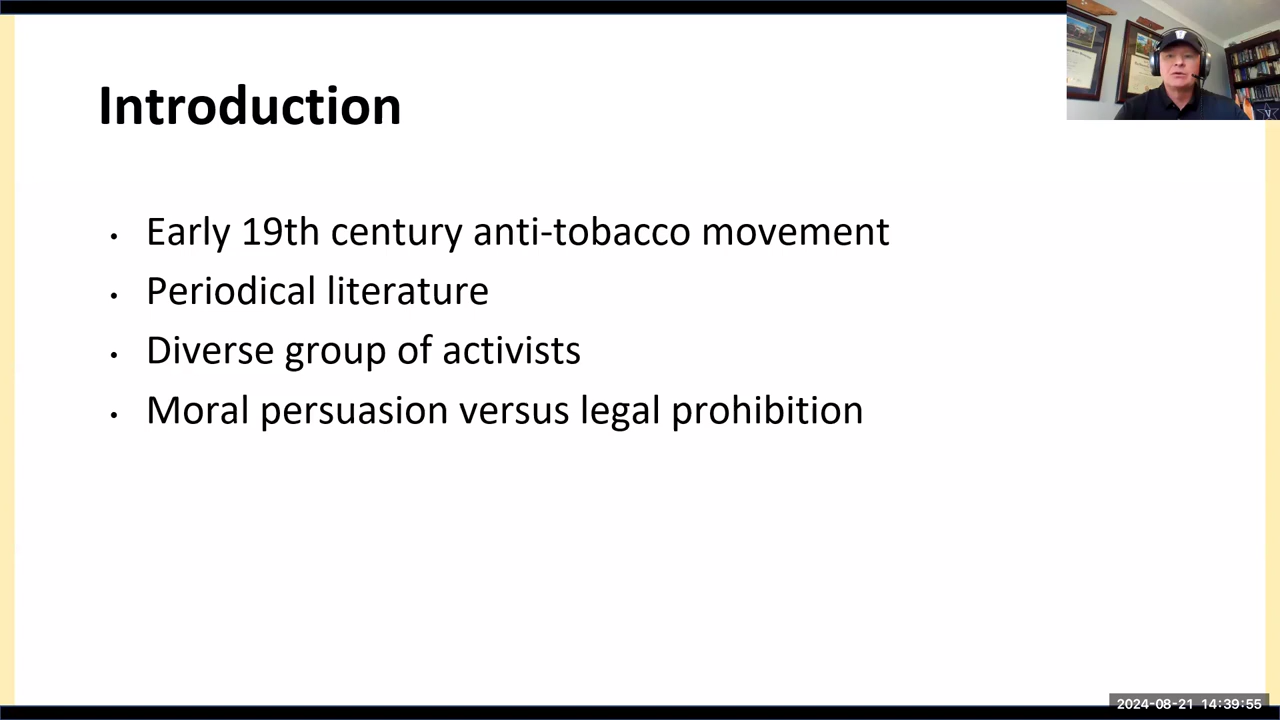 Introduction
• Early 19th century anti-tobacco movement
• Periodical literature
• Diverse group of activists
• Moral persuasion versus legal prohibition
2024-08-21 14:39:55